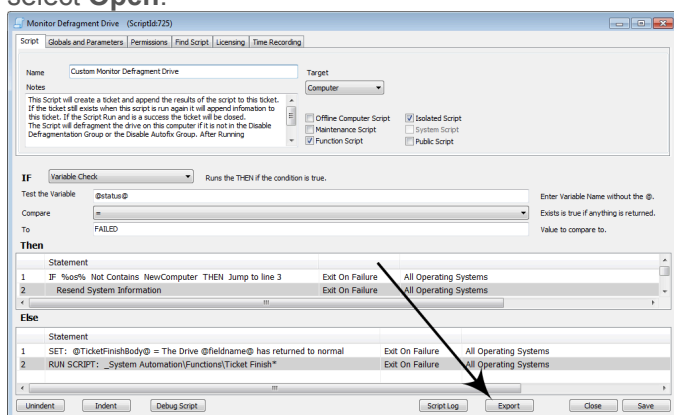 select Open.
Monitor Defragment Drive (ScriptId:725)
Script Globals and Parameters Permissions Find Script Licensing Time Recording
Name Custom Monitor Defragment Drive Target
Notes Computer
This Script will create a ticket and append the results of the script to this ticket.
If the ticket still exists when this script is run again it will append infomation to
this ticket. If the Script Run and is a success the ticket will be closed.
The Script will defragment the drive on this computer if it is not in the Disable
Defragmentation Group or the Disable Autofix Group. After Running
Offline Computer Script Isolated Script
Maintenance Script System Script
Function Script Public Script
IF Variable Check Runs the THEN if the condition is true.
Test the Variable @status@ Enter Variable Name without the @.
Compare = Exists is true if anything is returned.
To FAILED Value to compare to.
Then
Statement
1 IF %os% Not Contains NewComputer THEN Jump to line 3 Exit On Failure All Operating Systems
2 Resend System Information Exit On Failure All Operating Systems
Else
Statement
1 SET: @TicketFinishBody@ = The Drive @fieldname@ has returned to normal Exit On Failure All Operating Systems
2 RUN SCRIPT: _System Automation\Functions\Ticket Finish* Exit On Failure All Operating Systems
Unindent Indent Debug Script Script Log Export Close Save